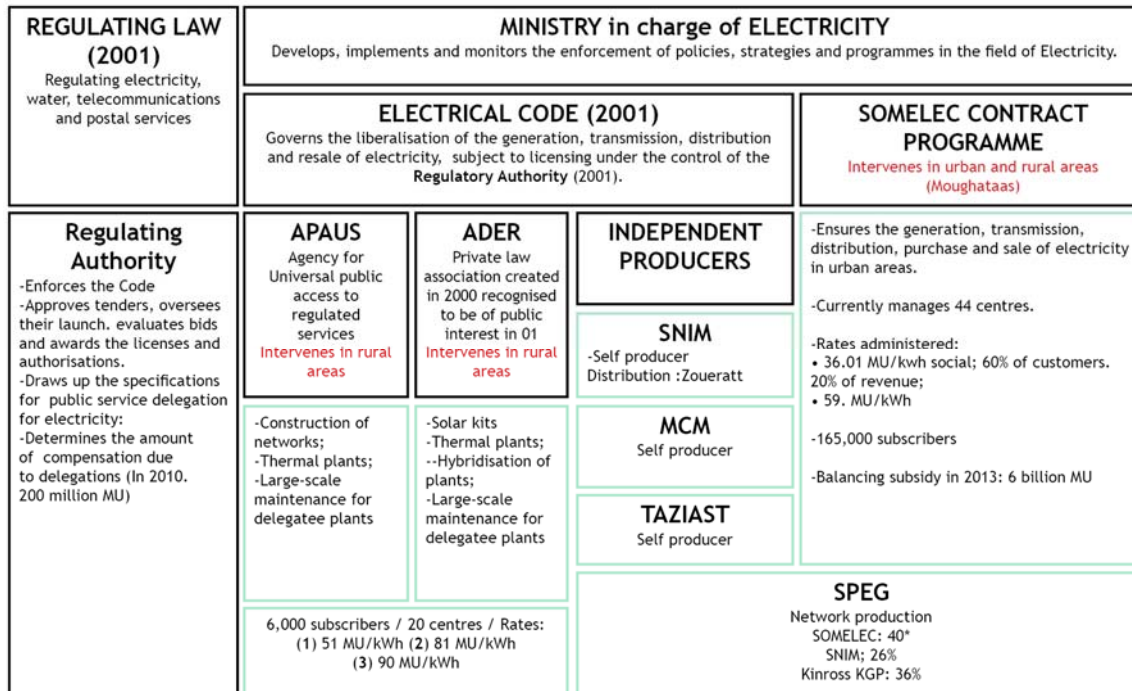 REGULATING LAW
(2001)
Regulating electricity,
water, telecommunications
and postal services
MINISTRY in charge of ELECTRICITY
Develops, implements and monitors the enforcement of policies, strategies and programmes in the field of Electricity.
ELECTRICAL CODE (2001)
Governs the liberalisation of the generation, transmission, distribution
and resale of electricity, subject to licensing under the control of the
Regulatory Authority (2001).
SOMELEC CONTRACT
PROGRAMME
Intervenes in urban and rural areas
(Moughataas)
Regulating
Authority
-Enforces the Code
-Approves tenders, oversees
their launch. evaluates bids
and awards the licenses and
authorisations.
-Draws up the specifications
for public service delegation
for electricity:
-Determines the amount
of compensation due
to delegations (In 2010.
200 million MU)
APAUS
Agency for
Universal public
access to
regulated
services
Intervenes in rural
areas
-Construction of
networks;
-Thermal plants;
-Large-scale
maintenance for
delegatee plants
ADER
Private law
association created
in 2000 recognised
to be of public
interest in 01
Intervenes in rural
areas
-Solar kits
-Thermal plants;
--Hybridisation of
plants;
-Large-scale
maintenance for
delegatee plants
6,000 subscribers / 20 centres / Rates:
(1) 51 MU/kWh (2) 81 MU/kWh
(3) 90 MU/kWh
INDEPENDENT
PRODUCERS
SNIM
-Self producer
Distribution :Zoueratt
MCM
Self producer
TAZIAST
Self producer
-Ensures the generation, transmission,
distribution, purchase and sale of electricity
in urban areas.
-Currently manages 44 centres.
-Rates administered:
• 36.01 MU/kwh social; 60% of customers.
20% of revenue;
• 59. MU/kWh
-165,000 subscribers
-Balancing subsidy in 2013: 6 billion MU
SPEG
Network production
SOMELEC: 40*
SNIM; 26%
Kinross KGP: 36%